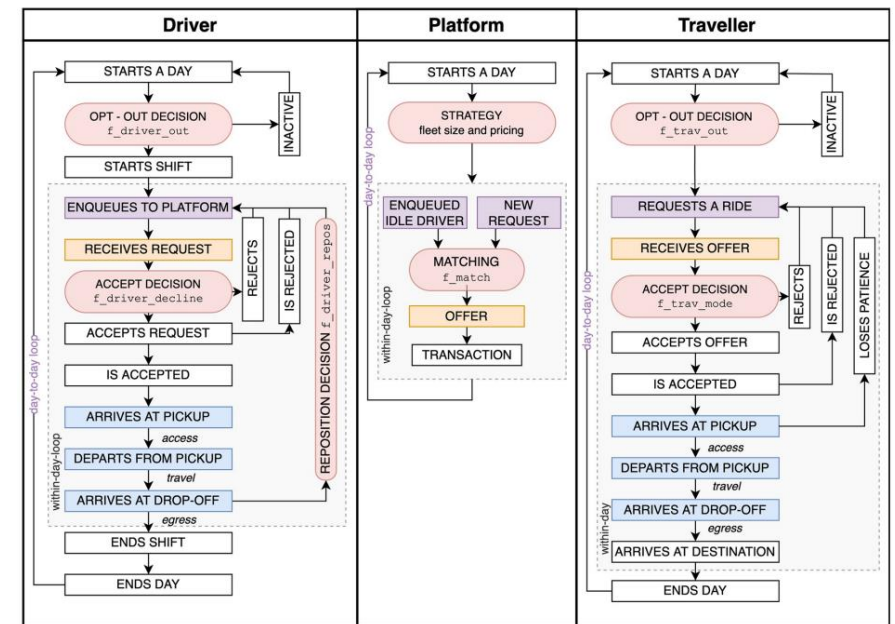 Driver
Platform
Traveller
STARTS A DAY
OPT - OUT DECISION
f_driver_out
INACTIVE
STARTS SHIFT
ENQUEUES TO PLATFORM
RECEIVES REQUEST
ACCEPT DECISION
f_driver_decline
REJECTS
IS REJECTED
REPOSITION DECISION f_driver_repos
ACCEPTS REQUEST
IS ACCEPTED
ARRIVES AT PICKUP
access
DEPARTS FROM PICKUP
travel
ARRIVES AT DROP-OFF
egress
ENDS SHIFT
ENDS DAY
day-to-day loop
within-day-loop
STARTS A DAY
STRATEGY
fleet size and pricing
day-to-day loop
ENQUEUED
IDLE DRIVER
NEW
REQUEST
MATCHING
f_match
OFFER
TRANSACTION
within-day-loop
STARTS A DAY
OPT - OUT DECISION
f_trav_out
INACTIVE
REQUESTS A RIDE
RECEIVES OFFER
ACCEPT DECISION
f_trav_mode
REJECTS
IS REJECTED
LOSES PATIENCE
ACCEPTS OFFER
IS ACCEPTED
ARRIVES AT PICKUP
access
DEPARTS FROM PICKUP
travel
ARRIVES AT DROP-OFF
egress
ARRIVES AT DESTINATION
ENDS DAY
day-to-day loop
within-day